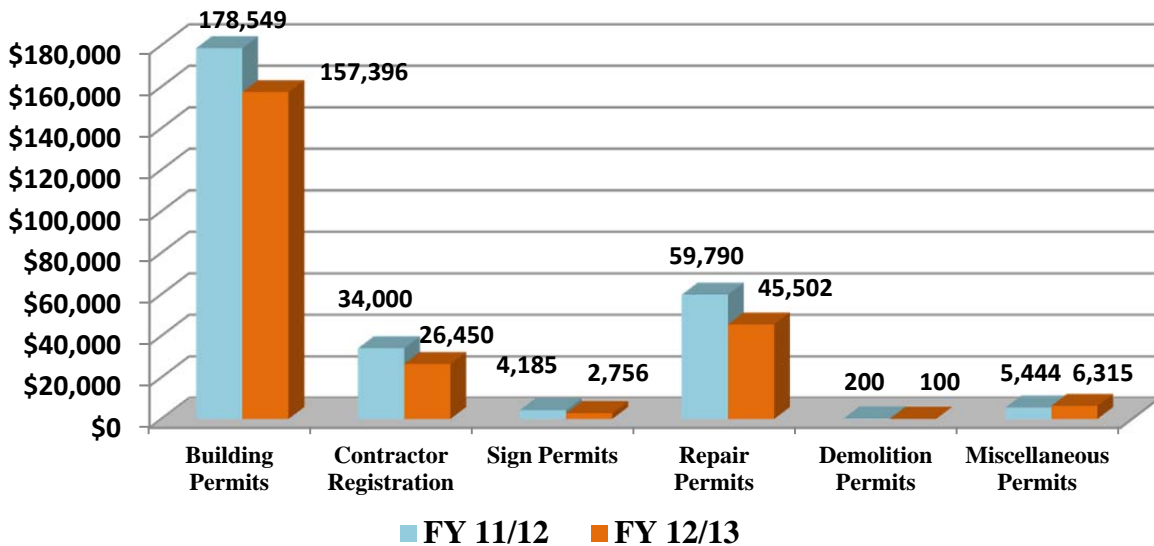 178,549
$180,000
157,396
$160,000
$140,000
$120,000
$100,000
$80,000
59,790
$60,000
45,502
34,000
$40,000
26,450
$20,000
4,185
2,756
200
100
5,444
6,315
$0
Building
Permits
Contractor
Registration
Sign Permits
Repair
Permits
Demolition
Permits
Miscellaneous
Permits
FY 11/12
FY 12/13